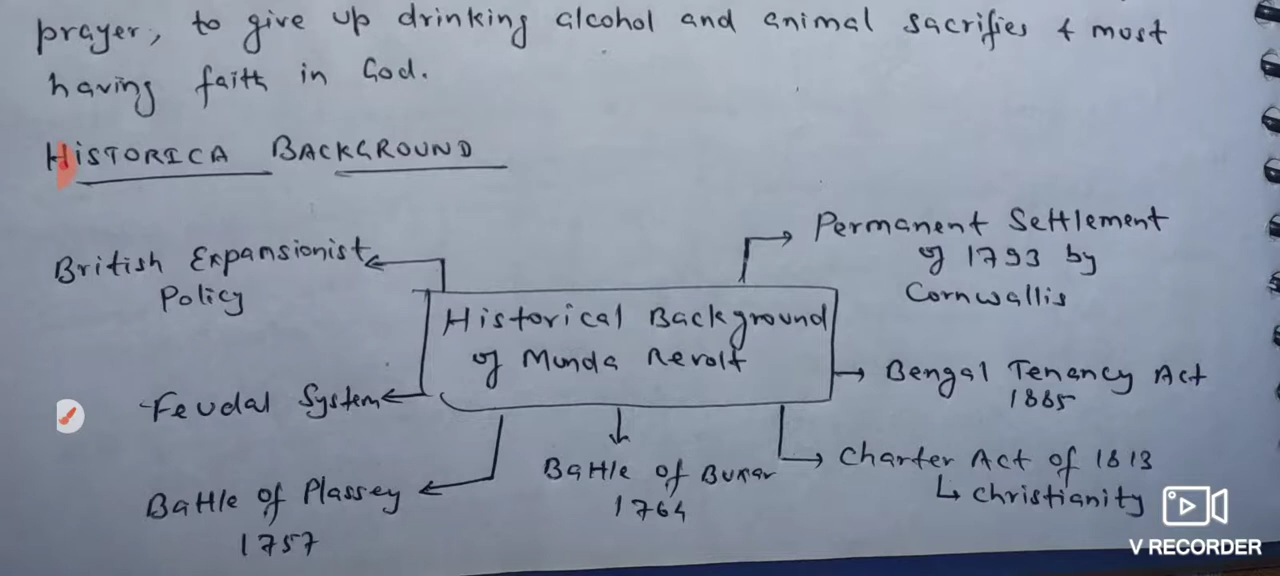 prayer, to give up drinking alcohol and animal sacrifies & most
having faith in God.
HISTORICA BACKGROUND
British Expansionist
Policy
Permanent Settlement
of 1793 by
Cornwallis
Historical Background
of Munda Revolt
Feudal System
Bengal Tenancy Act
1885
Battle of Plassey
1757
Battle of Buxar
1764
Charter Act of 1813
↳ Christianity
V RECORDER